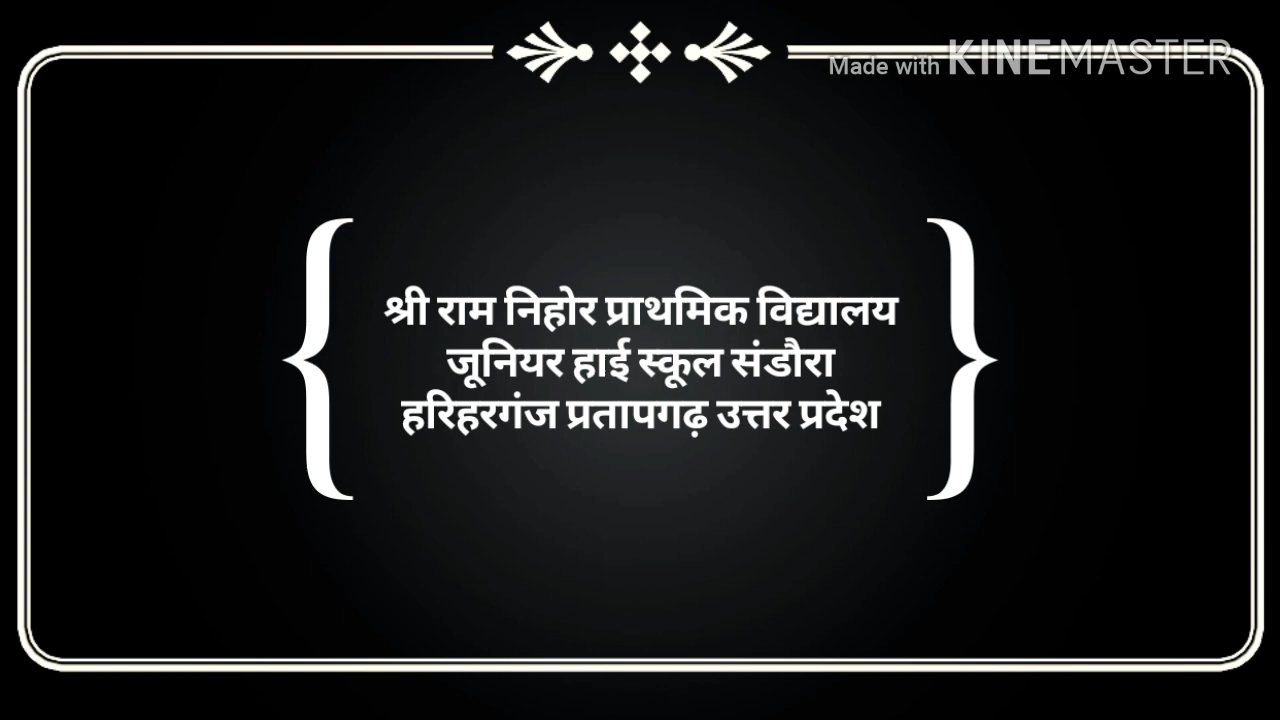 Made with KINEMASTER
श्री राम निहोर प्राथमिक विद्यालय
जूनियर हाई स्कूल संडौरा
हरिहरगंज प्रतापगढ़ उत्तर प्रदेश